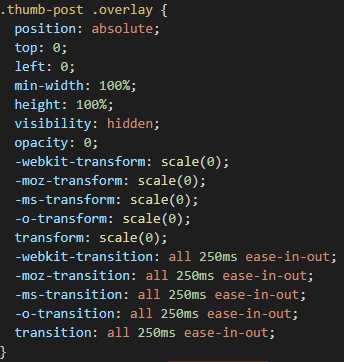 .thumb-post .overlay {
position: absolute;
top: 0;
left: 0;
min-width: 100%;
height: 100%;
visibility: hidden;
opacity: 0;
-webkit-transform: scale(0);
-moz-transform: scale(0);
-ms-transform: scale(0);
-o-transform: scale(0);
transform: scale(0);
-webkit-transition: all 250ms ease-in-out;
-moz-transition: all 250ms ease-in-out;
-ms-transition: all 250ms ease-in-out;
-o-transition: all 250ms ease-in-out;
transition: all 250ms ease-in-out;
}